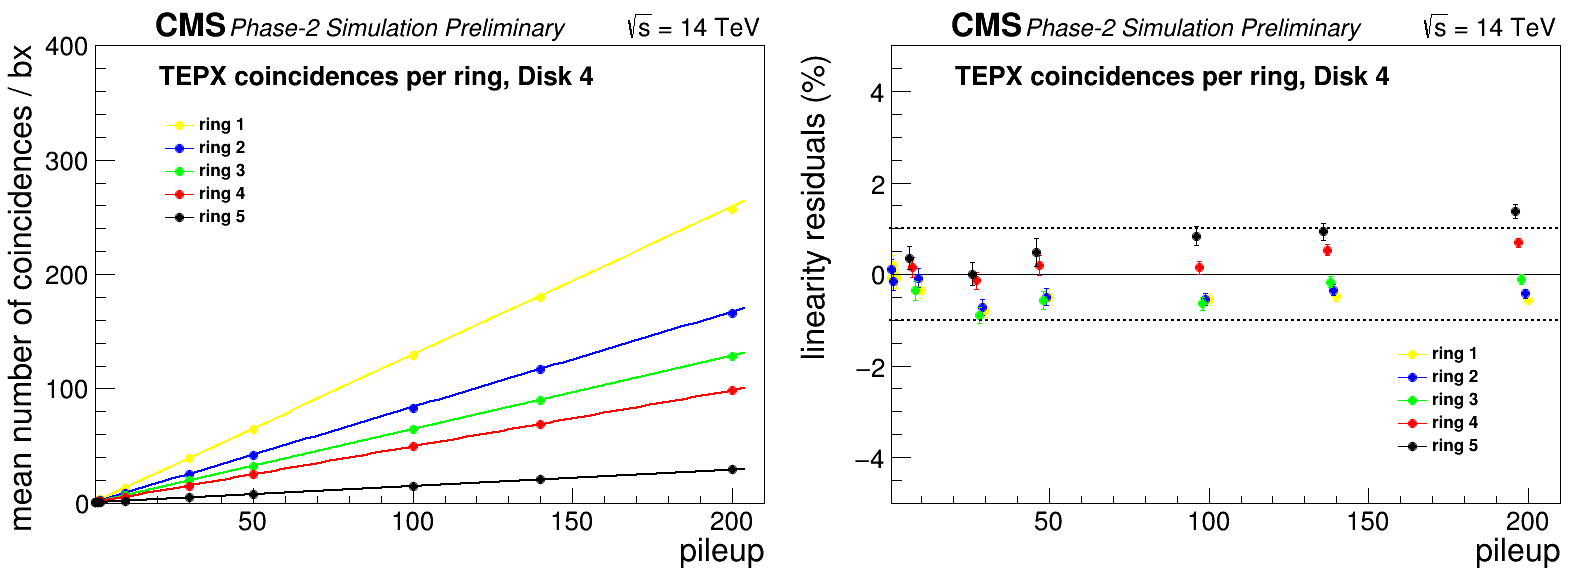 CMS Phase-2 Simulation Preliminary √s = 14 TeV
TEPX coincidences per ring, Disk 4
mean number of coincidences / bx
400
300
200
100
0
ring 1
ring 2
ring 3
ring 4
ring 5
50 100 150 200
pileup
CMS Phase-2 Simulation Preliminary √s = 14 TeV
TEPX coincidences per ring, Disk 4
linearity residuals (%)
4
2
0
−2
−4
ring 1
ring 2
ring 3
ring 4
ring 5
50 100 150 200
pileup